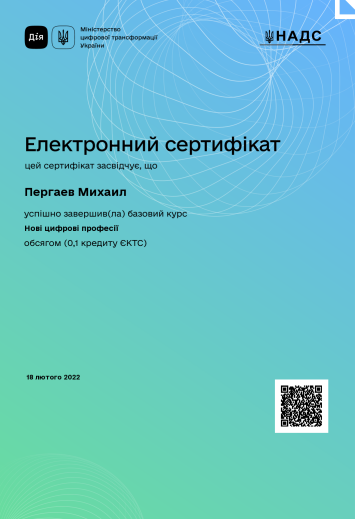 Дія
Міністерство
цифрової трансформації
України
НАДС
Електронний сертифікат
цей сертифікат засвідчує, що
Пергаев Михаил
успішно завершив(ла) базовий курс
Нові цифрові професії
обсягом (0,1 кредиту ЄКТС)
18 лютого 2022